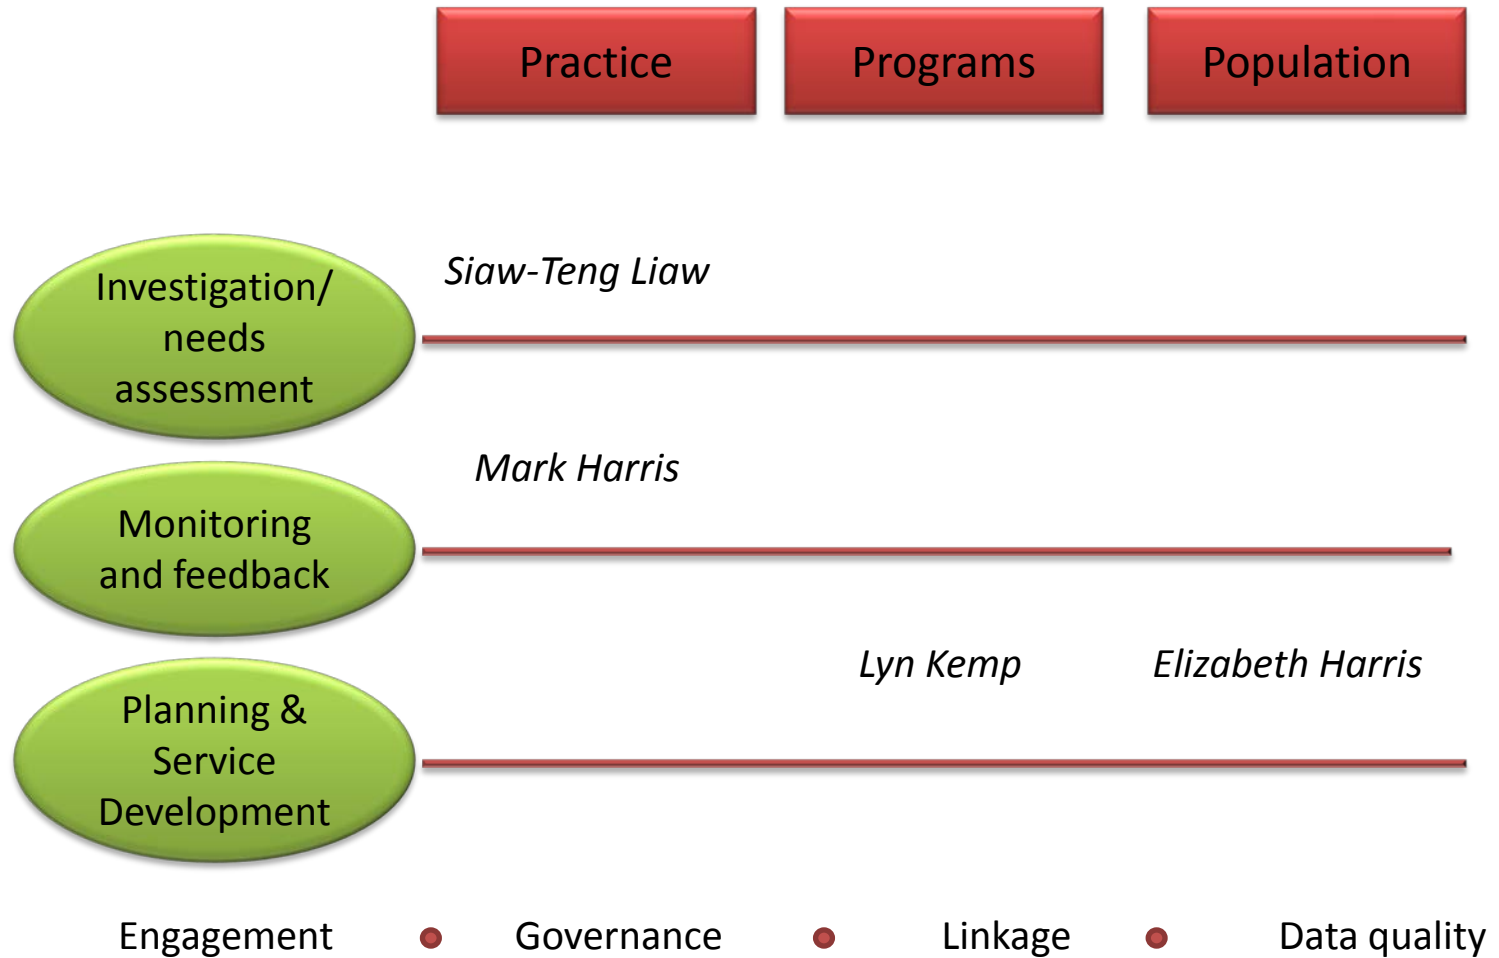 Practice
Programs
Population
Investigation/
needs
assessment
Siaw-Teng Liaw
Monitoring
and feedback
Mark Harris
Planning &
Service
Development
Lyn Kemp
Elizabeth Harris
Engagement
Governance
Linkage
Data quality